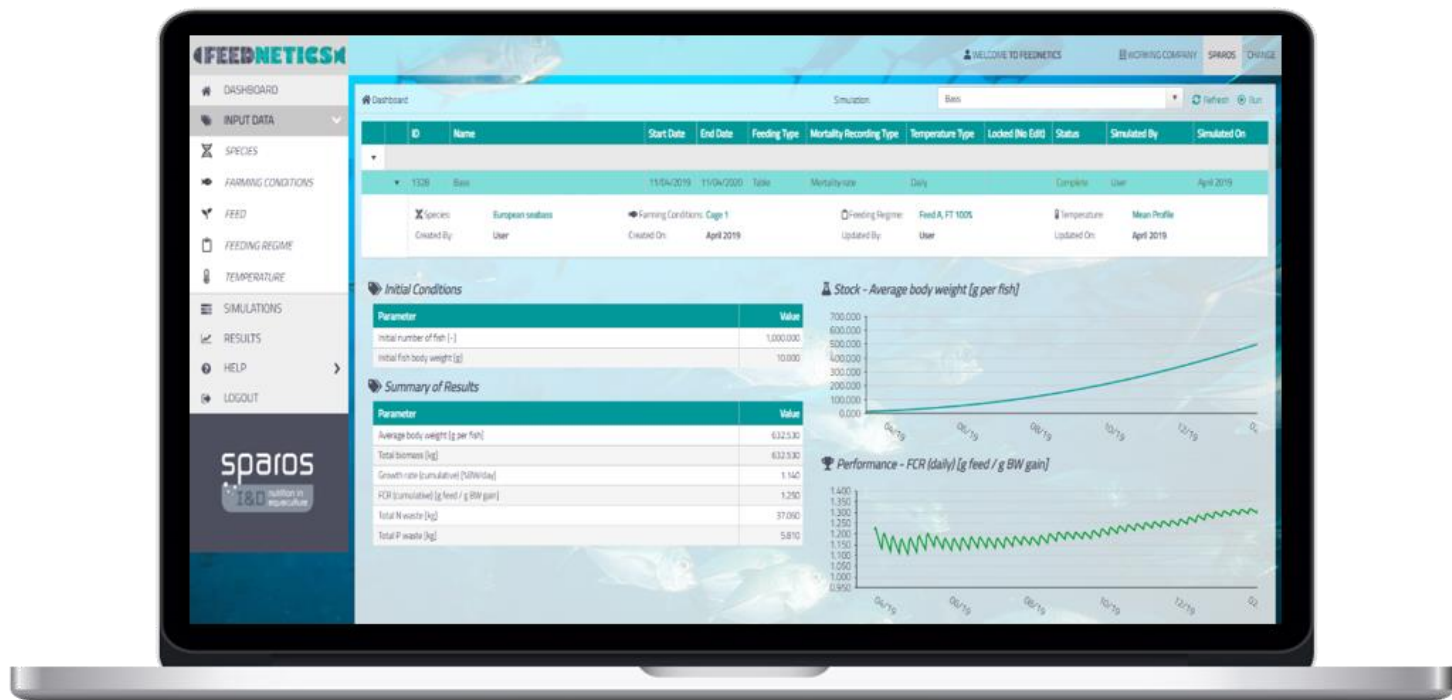 FEEDNETICS
WELCOME TO FEEDNETICS
WORKING COMPANY SPAROS CHANGE
DASHBOARD
INPUT DATA
SPECIES
FARMING CONDITIONS
FEED
FEEDING REGIME
TEMPERATURE
SIMULATIONS
RESULTS
HELP
LOGOUT
sparos
I&D nutrition in aquaculture
Dashboard
Simulation: Bass Refresh Run
ID Name Start Date End Date Feeding Type Mortality Recording Type Temperature Type Locked (No Edit) Status Simulated By Simulated On
1328 Bass 11/04/2019 11/04/2020 Table Mortality rate Daily Complete User April 2019
Species: European seabass Farming Conditions: Cage 1 Feeding Regime: Feed A, FT 100% Temperature: Mean Profile
Created By: User Created On: April 2019 Updated By: User Updated On: April 2019
Initial Conditions
Parameter Value
Initial number of fish [-] 1,000.000
Initial fish body weight [g] 10.000
Summary of Results
Parameter Value
Average body weight [g per fish] 632.530
Total biomass [kg] 632.530
Growth rate (cumulative) [%BW/day] 1.140
FCR (cumulative) [g feed / g BW gain] 1.250
Total N waste [kg] 37.060
Total P waste [kg] 5.810
Stock - Average body weight [g per fish]
700.000
600.000
500.000
400.000
300.000
200.000
100.000
0.000
04/19 06/19 08/19 10/19 12/19
Performance - FCR (daily) [g feed / g BW gain]
1.400
1.350
1.300
1.250
1.200
1.150
1.100
1.050
1.000
0.950
04/19 06/19 08/19 10/19 12/19 02